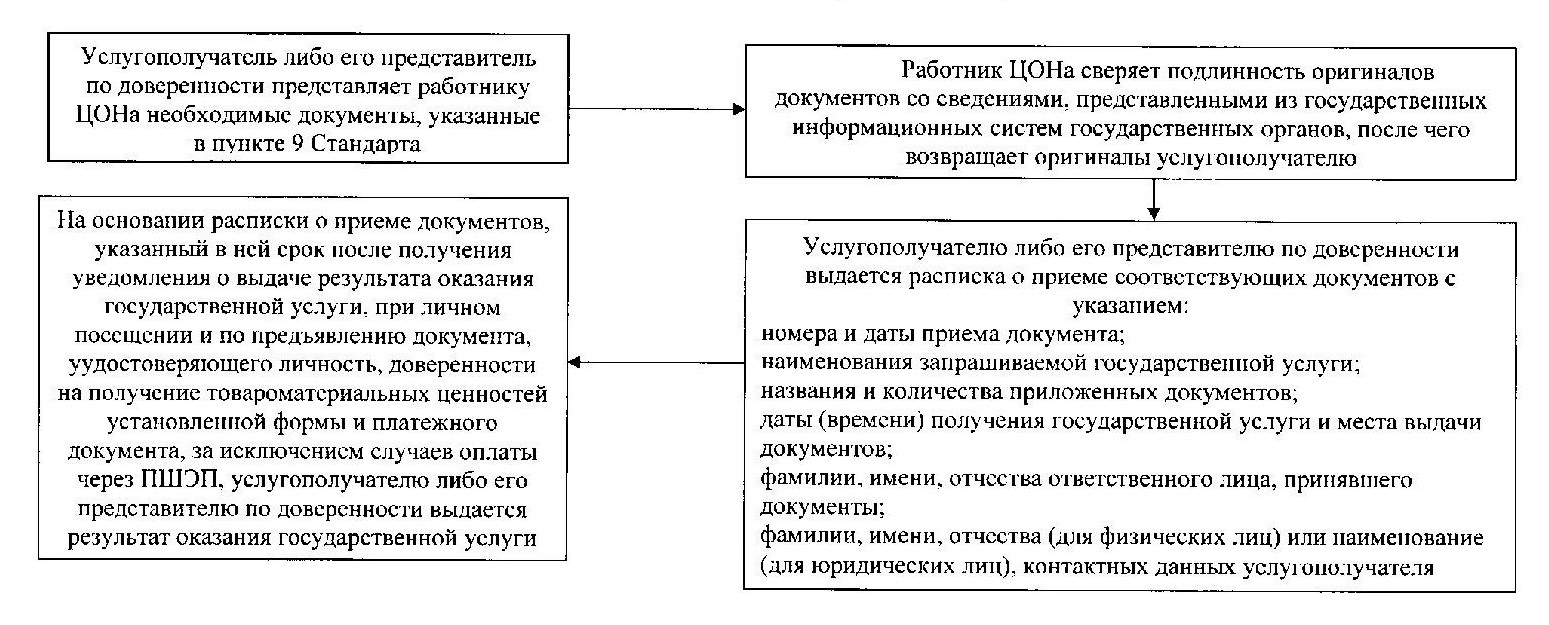 Услугополучатель либо его представитель
по доверенности представляет работнику
ЦОНа необходимые документы, указанные
в пункте 9 Стандарта
Работник ЦОНа сверяет подлинность оригиналов
документов со сведениями, представленными из государственных
информационных систем государственных органов, после чего
возвращает оригиналы услугополучателю
Услугополучателю либо его представителю по доверенности
выдается расписка о приеме соответствующих документов с
указанием:
номера и даты приема документа;
наименования запрашиваемой государственной услуги;
названия и количества приложенных документов;
даты (времени) получения государственной услуги и места выдачи
документов;
фамилии, имени, отчества ответственного лица, принявшего
документы;
фамилии, имени, отчества (для физических лиц) или наименование
(для юридических лиц), контактных данных услугополучателя
На основании расписки о приеме документов,
указанный в ней срок после получения
уведомления о выдаче результата оказания
государственной услуги, при личном
посещении и по предъявлению документа,
уудостоверяющего личность, доверенности
на получение товароматериальных ценностей
установленной формы и платежного
документа, за исключением случаев оплаты
через ПШЭП, услугополучателю либо его
представителю по доверенности выдается
результат оказания государственной услуги